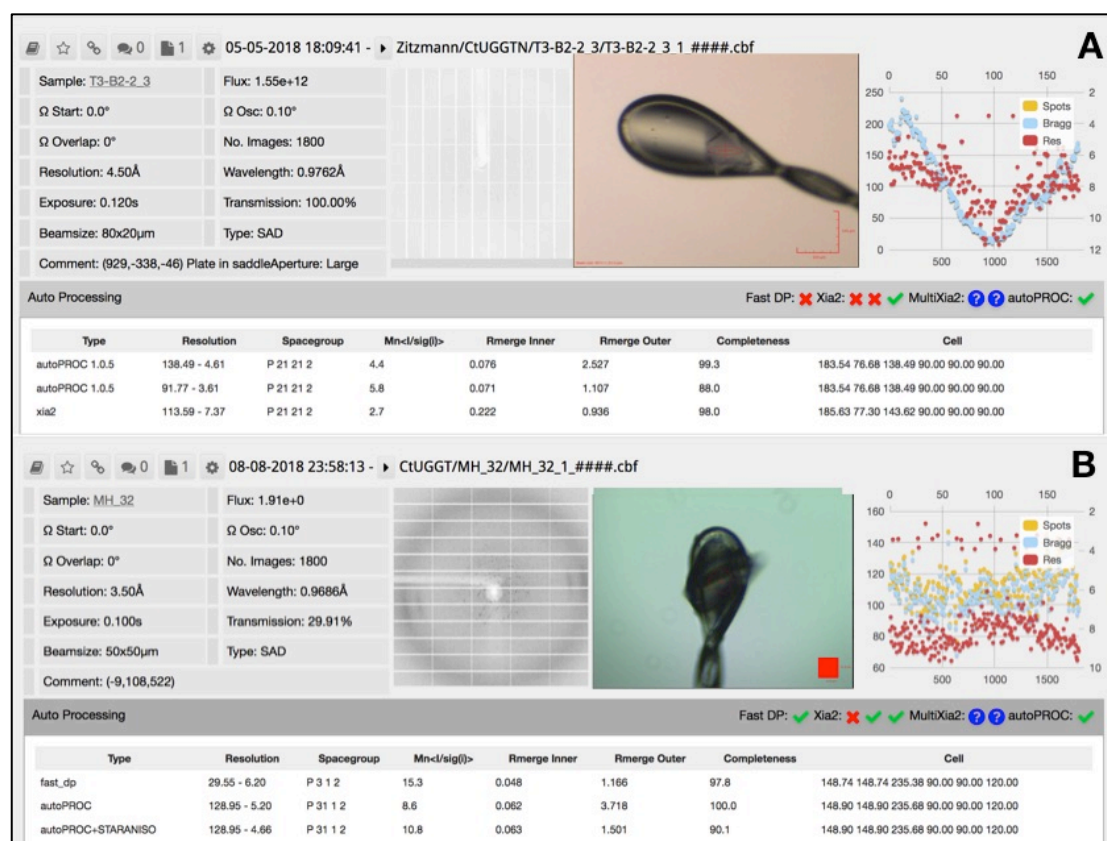 0 1 05-05-2018 18:09:41 - Zitzmann/CtUGGTN/T3-B2-2_3/T3-B2-2_3_1_####.cbf A
Sample: T3-B2-2_3 Flux: 1.55e+12
Ω Start: 0.0° Ω Osc: 0.10°
Ω Overlap: 0° No. Images: 1800
Resolution: 4.50Å Wavelength: 0.9762Å
Exposure: 0.120s Transmission: 100.00%
Beamsize: 80x20μm Type: SAD
Comment: (929,-338,-46) Plate in saddleAperture: Large
0 50 100 150
250 2
200 4
150 6
100 8
50 10
0 12
500 1000 1500
Spots
Bragg
Res
Auto Processing Fast DP: Xia2: MultiXia2: ? ? autoPROC:
Type Resolution Spacegroup Mn<I/sig(i)> Rmerge Inner Rmerge Outer Completeness Cell
autoPROC 1.0.5 138.49 - 4.61 P 21 21 2 4.4 0.076 2.527 99.3 183.54 76.68 138.49 90.00 90.00 90.00
autoPROC 1.0.5 91.77 - 3.61 P 21 21 2 5.8 0.071 1.107 88.0 183.54 76.68 138.49 90.00 90.00 90.00
xia2 113.59 - 7.37 P 21 21 2 2.7 0.222 0.936 98.0 185.63 77.30 143.62 90.00 90.00 90.00
0 1 08-08-2018 23:58:13 - CtUGGT/MH_32/MH_32_1_####.cbf B
Sample: MH_32 Flux: 1.91e+0
Ω Start: 0.0° Ω Osc: 0.10°
Ω Overlap: 0° No. Images: 1800
Resolution: 3.50Å Wavelength: 0.9686Å
Exposure: 0.100s Transmission: 29.91%
Beamsize: 50x50μm Type: SAD
Comment: (-9,108,522)
0 50 100 150
160 2
140 4
120 6
100
80 8
60 10
500 1000 1500
Spots
Bragg
Res
Auto Processing Fast DP: Xia2: MultiXia2: ? ? autoPROC:
Type Resolution Spacegroup Mn<I/sig(i)> Rmerge Inner Rmerge Outer Completeness Cell
fast_dp 29.55 - 6.20 P 3 1 2 15.3 0.048 1.166 97.8 148.74 148.74 235.38 90.00 90.00 120.00
autoPROC 128.95 - 5.20 P 31 1 2 8.6 0.062 3.718 100.0 148.90 148.90 235.68 90.00 90.00 120.00
autoPROC+STARANISO 128.95 - 4.66 P 31 1 2 10.8 0.063 1.501 90.1 148.90 148.90 235.68 90.00 90.00 120.00